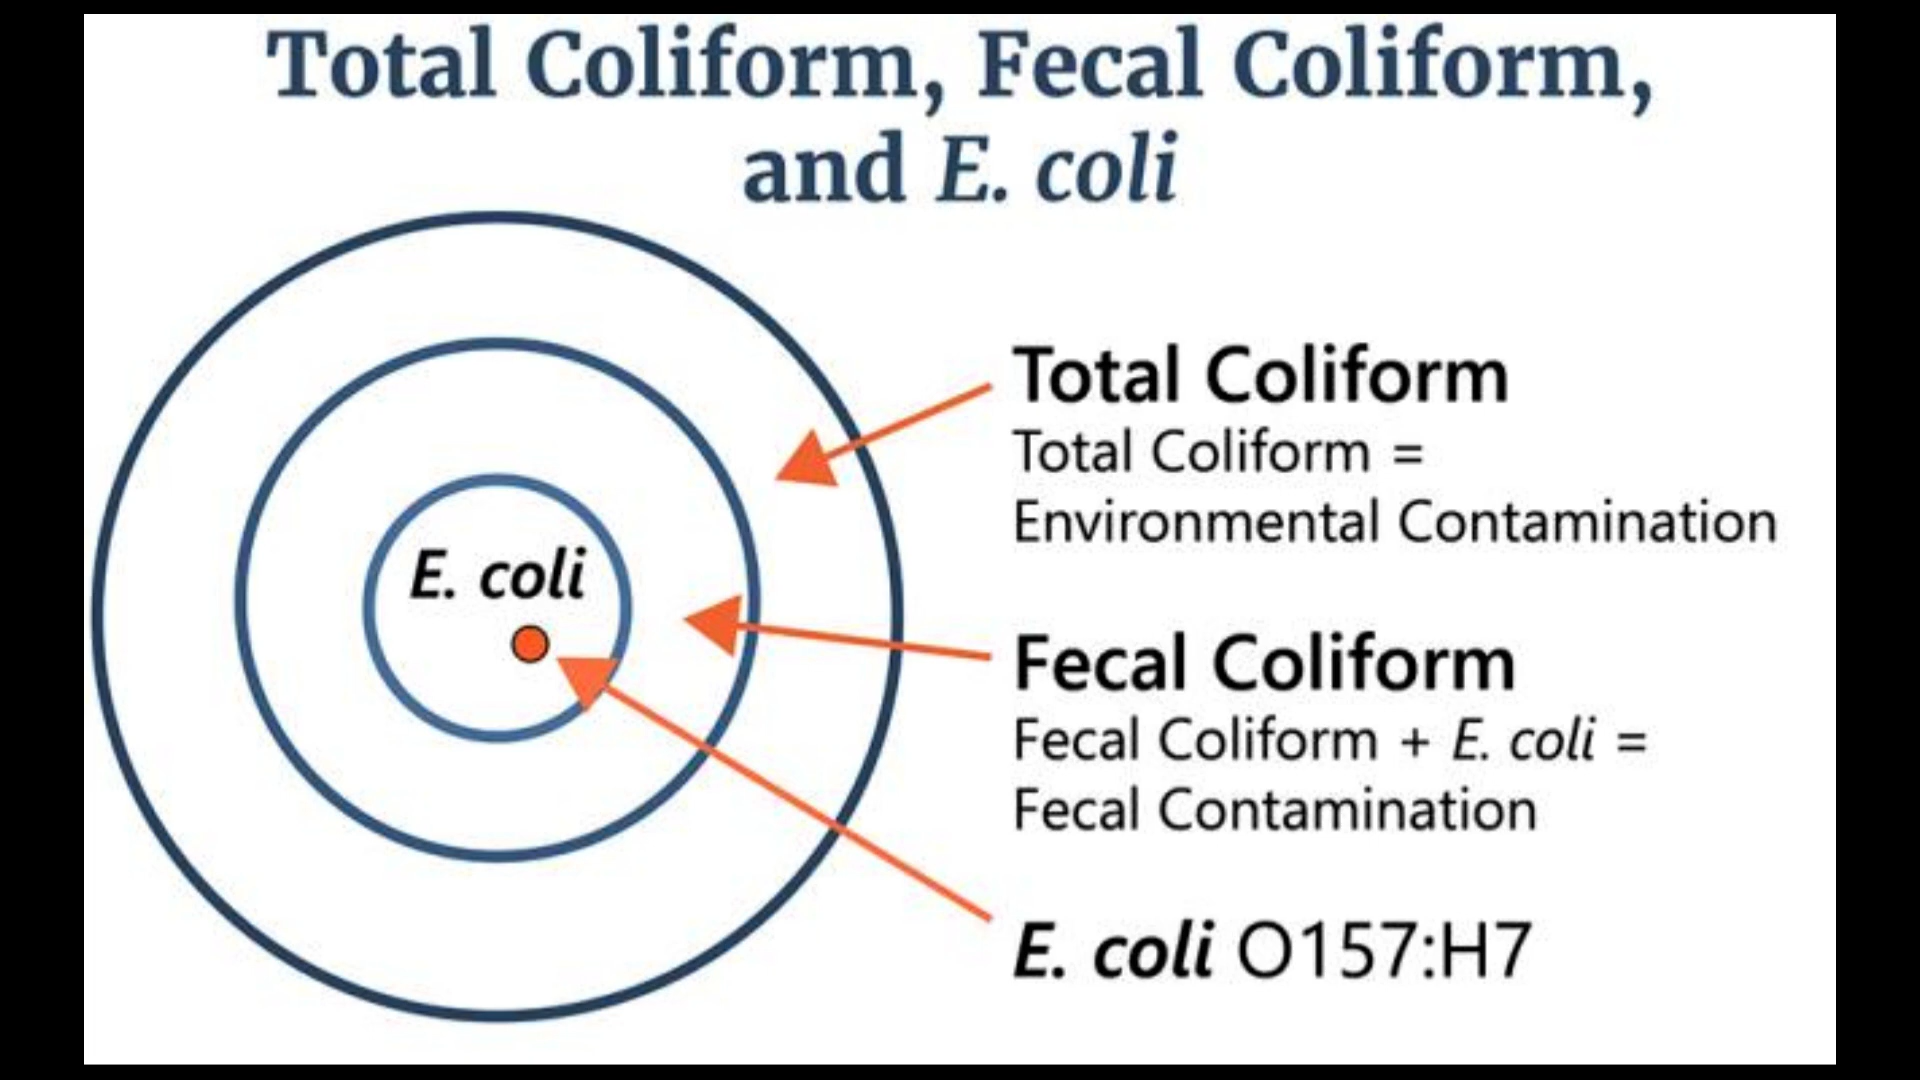 Total Coliform, Fecal Coliform,
and E. coli
E. coli
Total Coliform
Total Coliform =
Environmental Contamination
Fecal Coliform
Fecal Coliform + E. coli =
Fecal Contamination
E. coli O157:H7